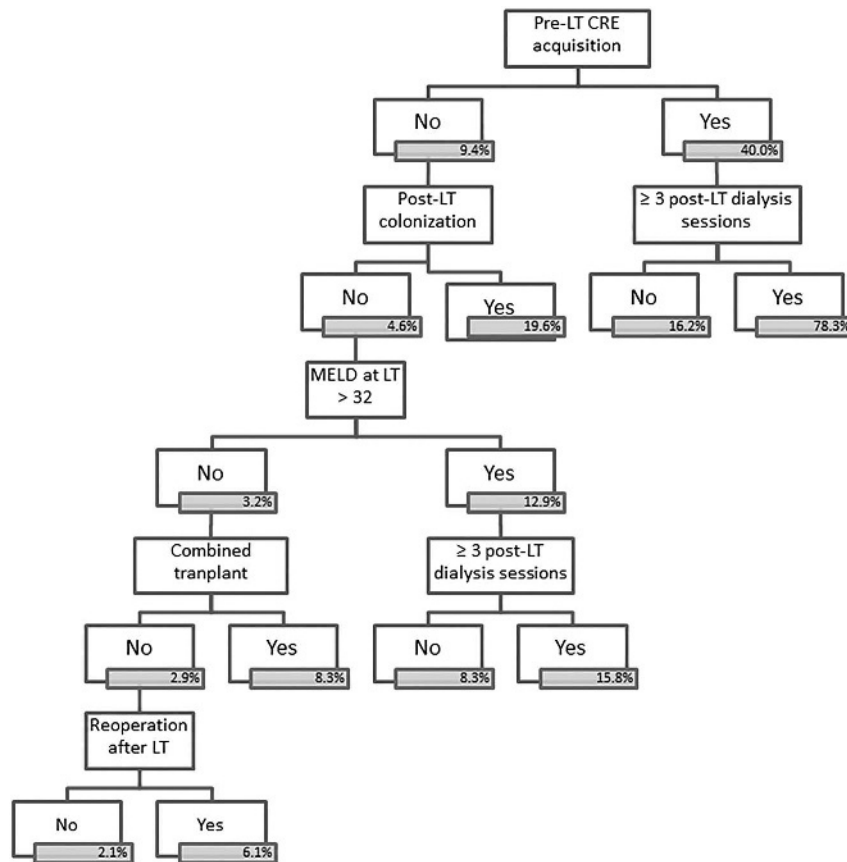 Pre-LT CRE
acquisition
No
9.4%
Yes
40.0%
Post-LT
colonization
≥ 3 post-LT dialysis
sessions
No
4.6%
Yes
19.6%
No
16.2%
Yes
78.3%
MELD at LT
> 32
No
3.2%
Yes
12.9%
Combined
tranplant
≥ 3 post-LT
dialysis sessions
No
2.9%
Yes
8.3%
No
8.3%
Yes
15.8%
Reoperation
after LT
No
2.1%
Yes
6.1%